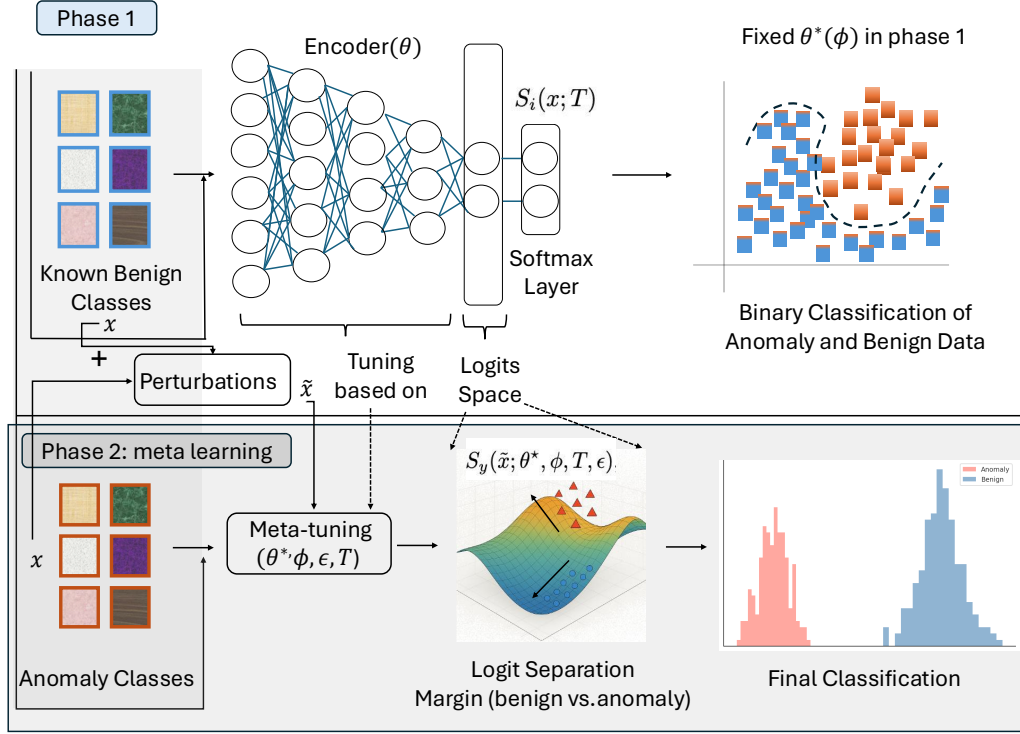 Phase 1
Encoder(θ)
Fixed θ*(ϕ) in phase 1
S_i(x; T)
Known Benign
Classes
Softmax
Layer
Binary Classification of
Anomaly and Benign Data
x
+
Perturbations
x̃
Tuning
based on
Logits
Space
Phase 2: meta learning
S_y(x̃; θ*, ϕ, T, ϵ).
Anomaly
Benign
x
Meta-tuning
(θ*, ϕ, ϵ, T)
Anomaly Classes
Logit Separation
Margin (benign vs. anomaly)
Final Classification